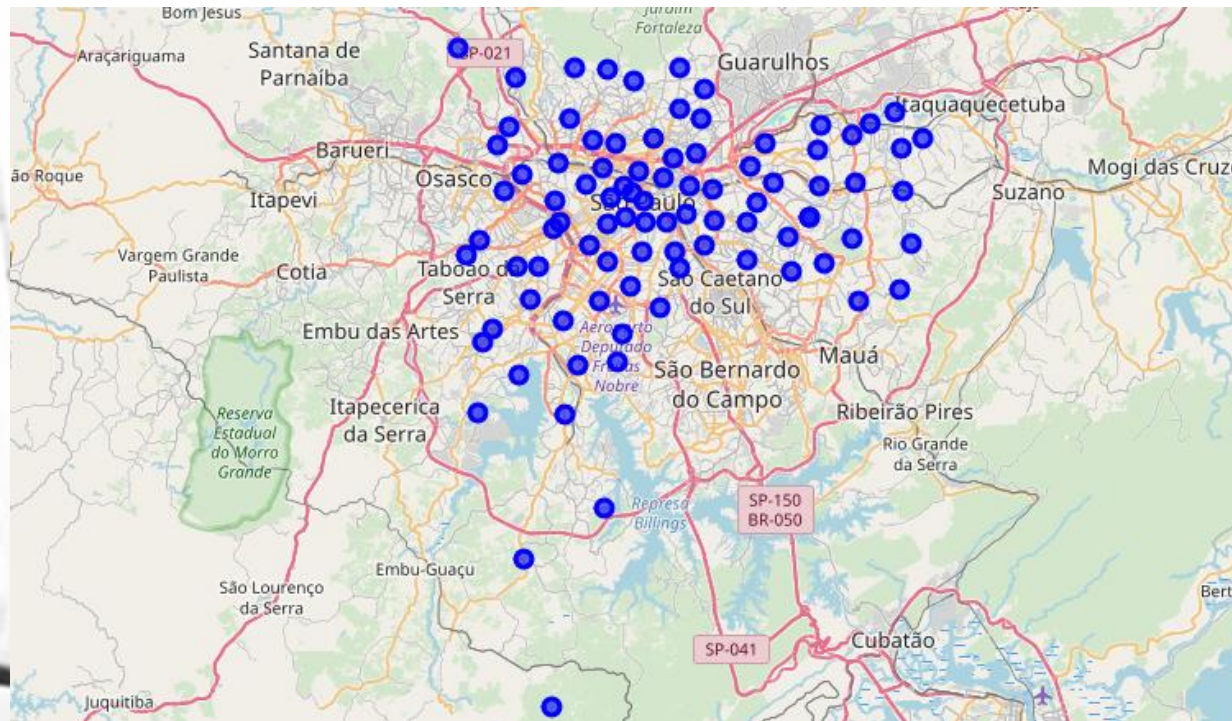 Bom Jesus
Jardim
Fortaleza
Araçariguama
Santana de
Parnaíba
SP-021
Guarulhos
Itaquaquecetuba
Barueri
Osasco
ão Roque
Itapevi
Mogi das Cruze
Suzano
São Paulo
Vargem Grande
Paulista
Cotia
Taboão da
Serra
São Caetano
do Sul
Embu das Artes
Aeroporto
Deputado
Freitas
Nobre
Mauá
São Bernardo
do Campo
Reserva
Estadual
do Morro
Grande
Itapecerica
da Serra
Ribeirão Pires
Rio Grande
da Serra
Represa
Billings
SP-150
BR-050
Embu-Guaçu
São Lourenço
da Serra
Bert
SP-041
Cubatão
Juquitiba